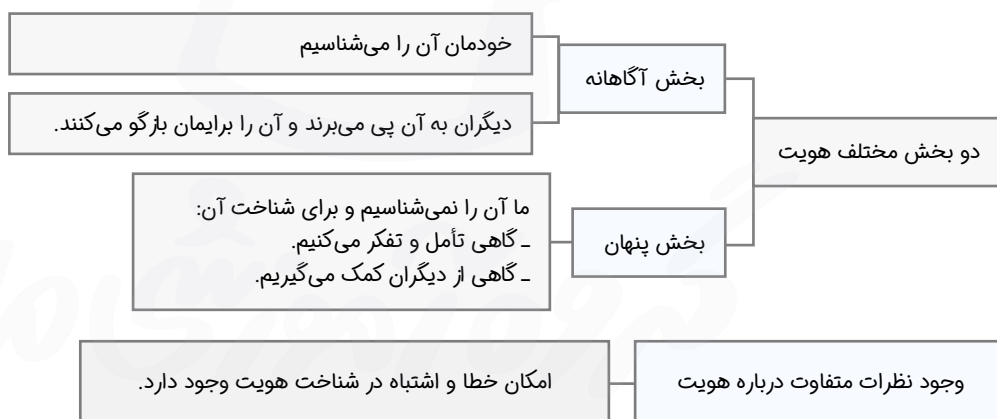 خودمان آن را می‌شناسیم
بخش آگاهانه
دیگران به آن پی می‌برند و آن را برایمان بازگو می‌کنند.
دو بخش مختلف هویت
ما آن را نمی‌شناسیم و برای شناخت آن:
ـ گاهی تأمل و تفکر می‌کنیم.
ـ گاهی از دیگران کمک می‌گیریم.
بخش پنهان
وجود نظرات متفاوت درباره هویت
امکان خطا و اشتباه در شناخت هویت وجود دارد.